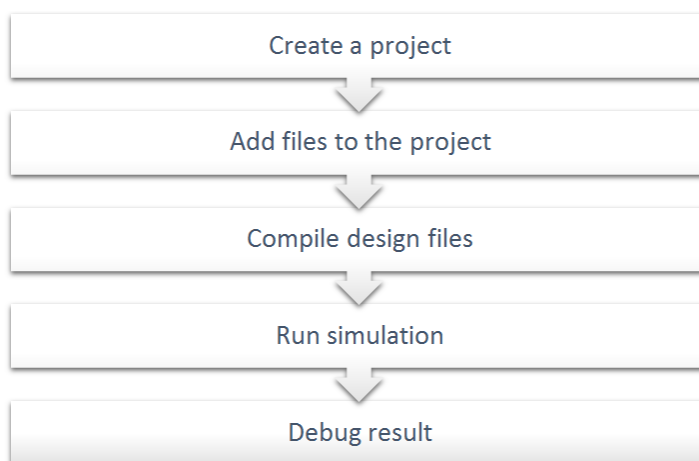 Create a project
Add files to the project
Compile design files
Run simulation
Debug result